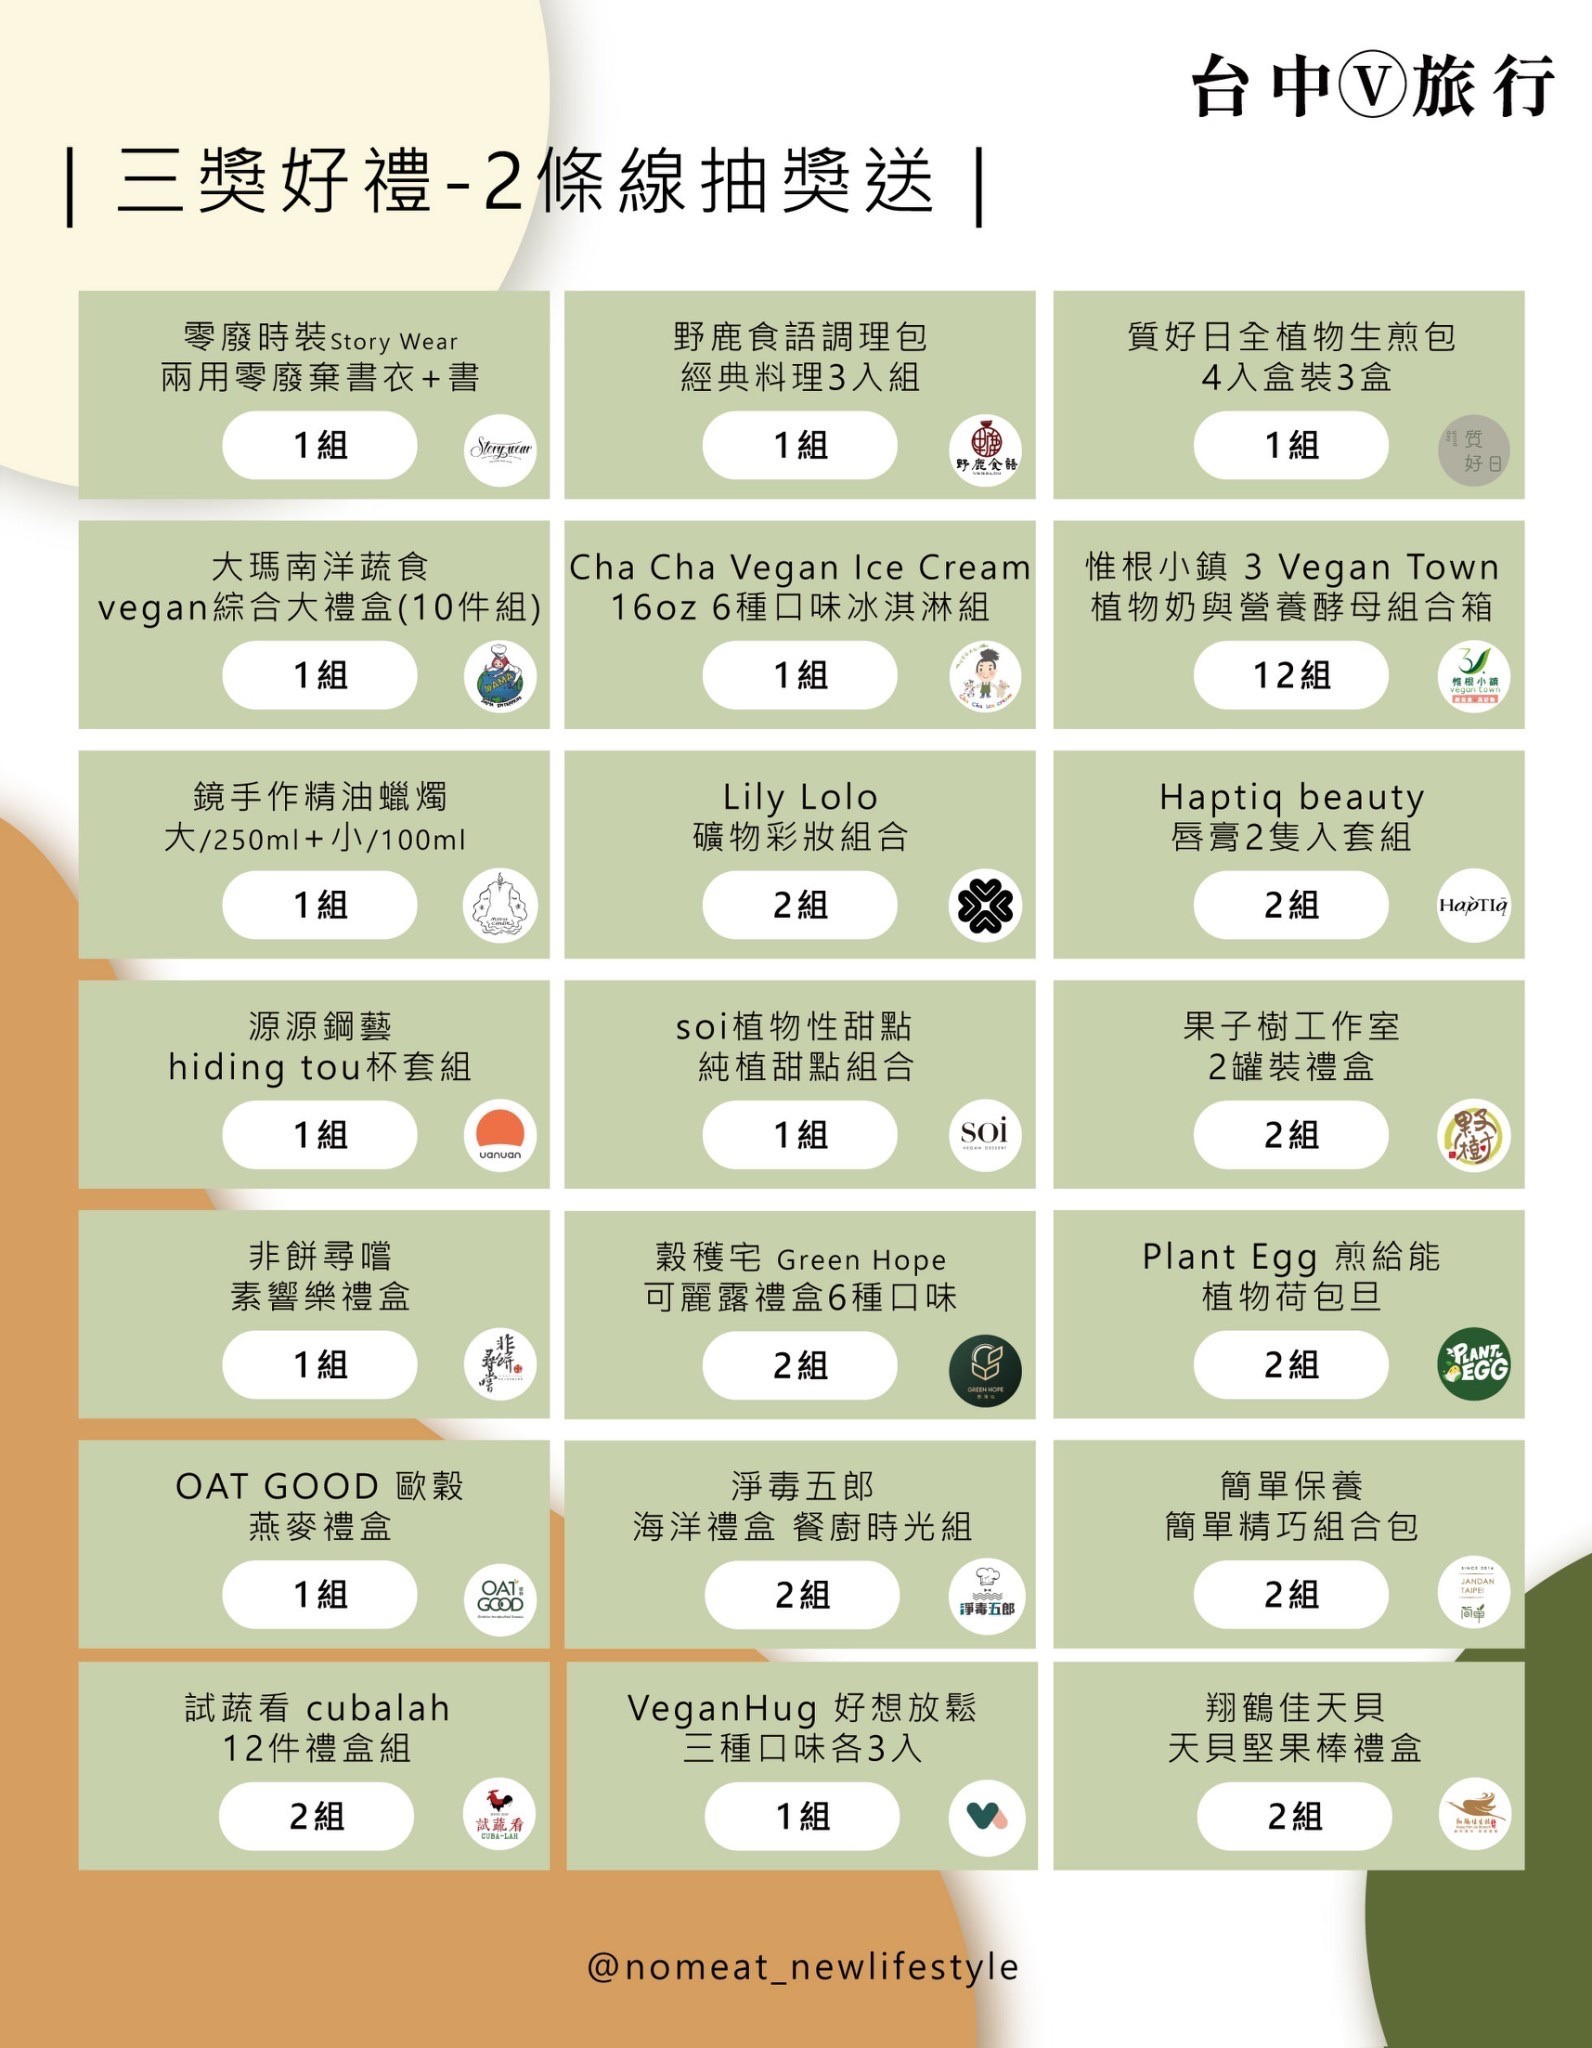 台中Ⓥ旅行
| 三獎好禮-2條線抽獎送 |
零廢時裝Story Wear
兩用零廢棄書衣+書
1組
Story wear
野鹿食語調理包
經典料理3入組
1組
野鹿食語
質好日全植物生煎包
4入盒裝3盒
1組
質
好日
大瑪南洋蔬食
vegan綜合大禮盒(10件組)
1組
Cha Cha Vegan Ice Cream
16oz 6種口味冰淇淋組
1組
惟根小鎮 3 Vegan Town
植物奶與營養酵母組合箱
12組
惟根小鎮
vegan town
鏡手作精油蠟燭
大/250ml+小/100ml
1組
Lily Lolo
礦物彩妝組合
2組
Haptiq beauty
唇膏2隻入套組
2組
HapTIq
源源鋼藝
hiding tou杯套組
1組
uanuan
soi植物性甜點
純植甜點組合
1組
soi
VEGAN DESSERT
果子樹工作室
2罐裝禮盒
2組
果子樹
非餅尋嚐
素響樂禮盒
1組
非餅
尋嚐
穀穫宅 Green Hope
可麗露禮盒6種口味
2組
GREEN HOPE
Plant Egg 煎給能
植物荷包旦
2組
PLANT
EGG
OAT GOOD 歐穀
燕麥禮盒
1組
OAT
GOOD
淨毒五郎
海洋禮盒 餐廚時光組
2組
淨毒五郎
簡單保養
簡單精巧組合包
2組
SINCE 2014
JANDAN
TAIPEI
試蔬看 cubalah
12件禮盒組
2組
試蔬看
CUBA-LAH
VeganHug 好想放鬆
三種口味各3入
1組
翔鶴佳天貝
天貝堅果棒禮盒
2組
@nomeat_newlifestyle